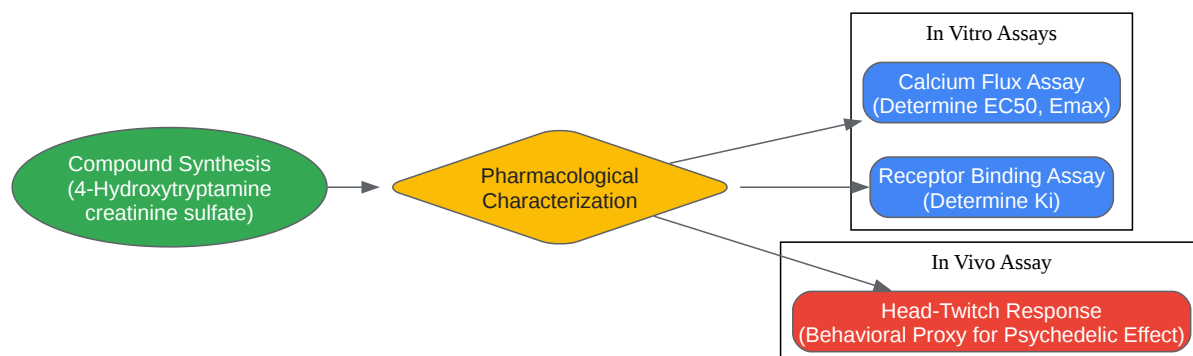 Compound Synthesis
(4-Hydroxytryptamine
creatinine sulfate)
Pharmacological
Characterization
In Vitro Assays
Calcium Flux Assay
(Determine EC50, Emax)
Receptor Binding Assay
(Determine Ki)
In Vivo Assay
Head-Twitch Response
(Behavioral Proxy for Psychedelic Effect)